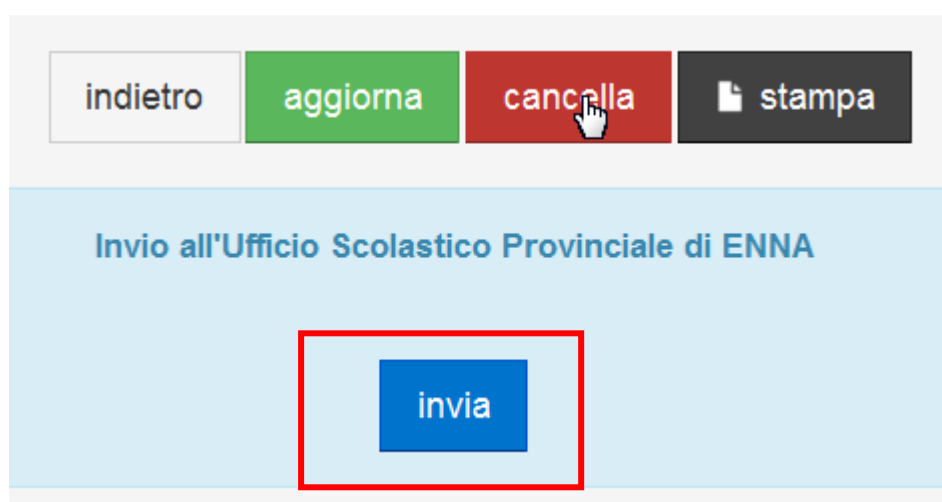 indietro aggiorna cancella stampa
Invio all'Ufficio Scolastico Provinciale di ENNA
invia